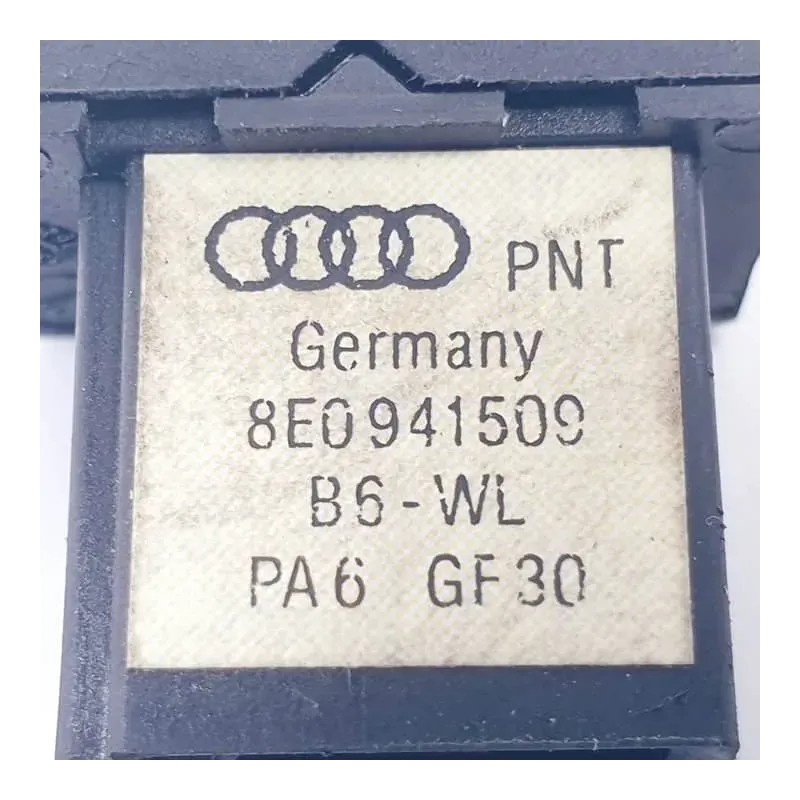 PNT
Germany
8E0941509
B6-WL
PA6 GF30